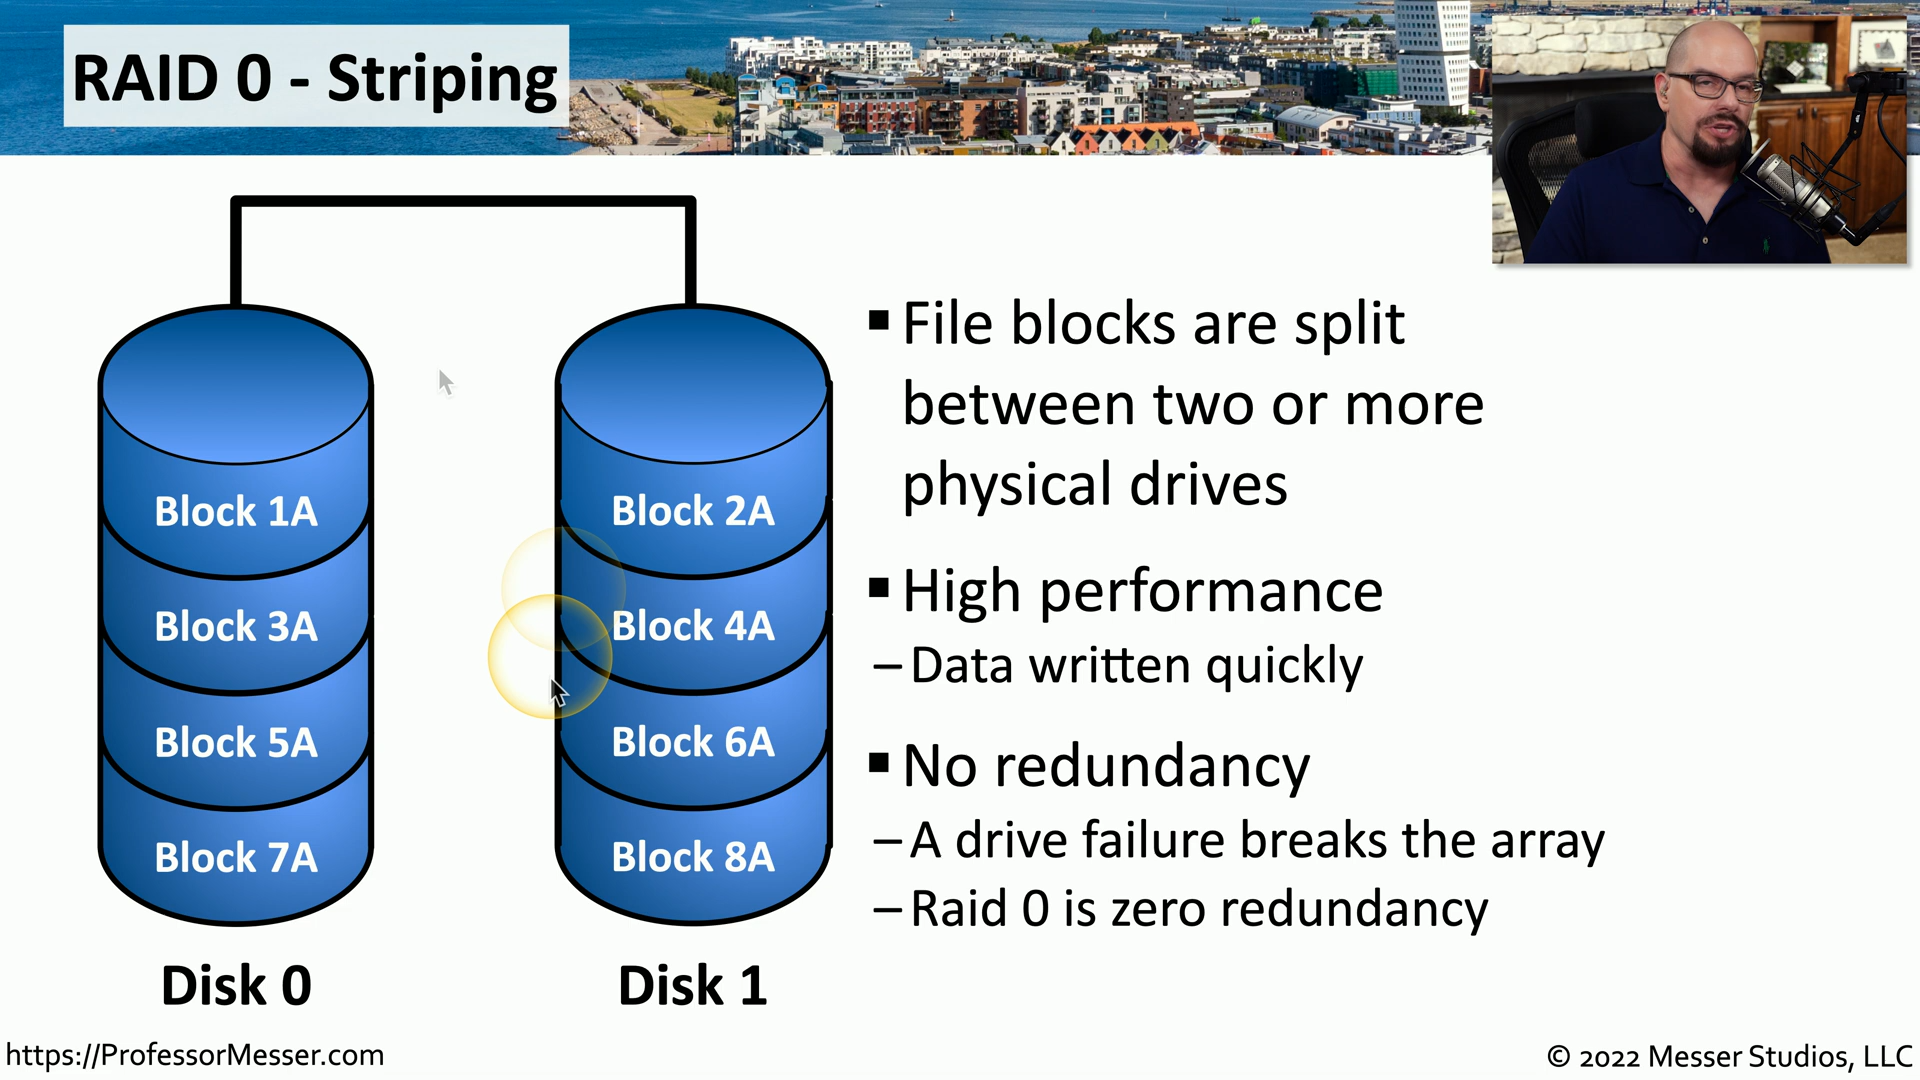 RAID 0 - Striping
Block 1A
Block 3A
Block 5A
Block 7A
Disk 0
Block 2A
Block 4A
Block 6A
Block 8A
Disk 1
▪ File blocks are split
between two or more
physical drives
▪ High performance
– Data written quickly
▪ No redundancy
– A drive failure breaks the array
– Raid 0 is zero redundancy
https://ProfessorMesser.com
© 2022 Messer Studios, LLC